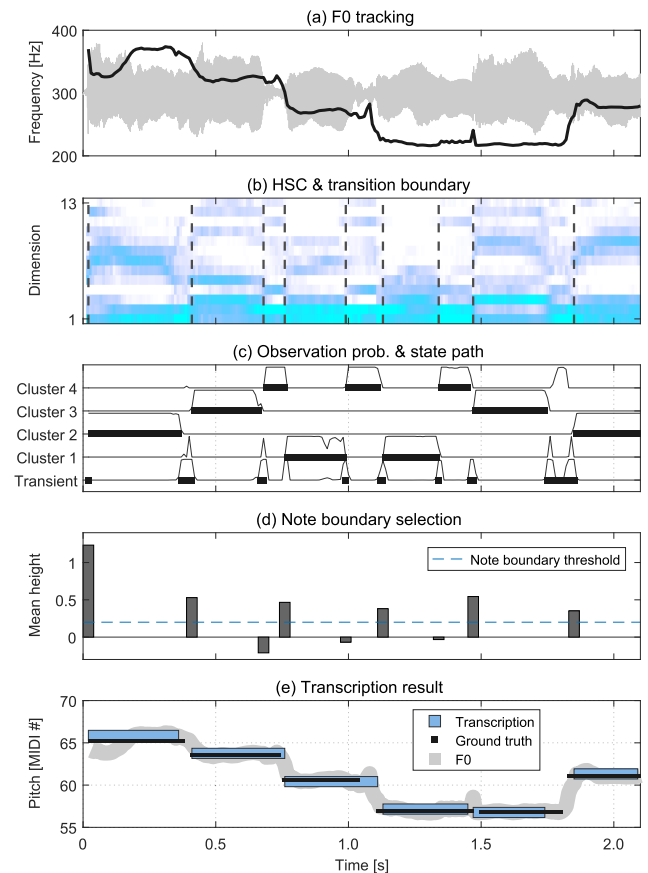 (a) F0 tracking
400
300
200
Frequency [Hz]
(b) HSC & transition boundary
13
1
Dimension
(c) Observation prob. & state path
Cluster 4
Cluster 3
Cluster 2
Cluster 1
Transient
(d) Note boundary selection
1
0.5
0
Mean height
Note boundary threshold
(e) Transcription result
70
65
60
55
Pitch [MIDI #]
Transcription
Ground truth
F0
0 0.5 1.0 1.5 2.0
Time [s]